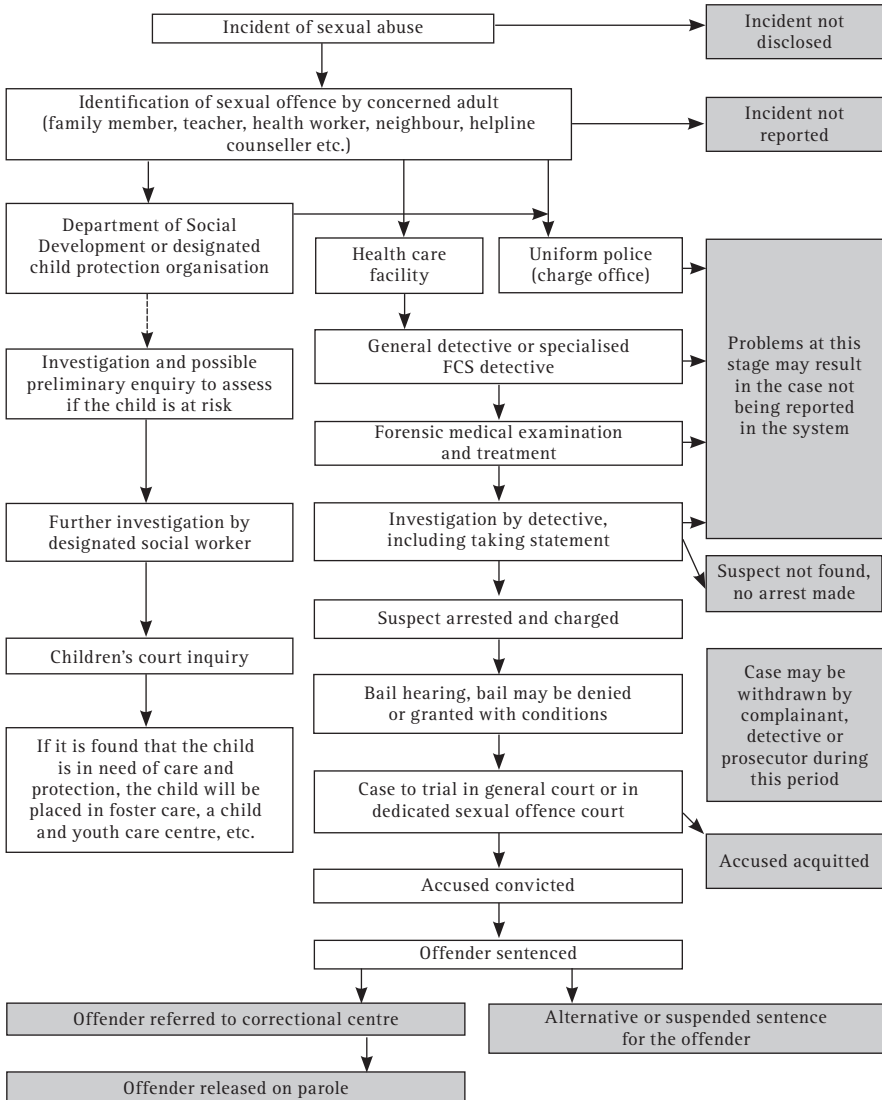 Incident of sexual abuse
Incident not
disclosed
Identification of sexual offence by concerned adult
(family member, teacher, health worker, neighbour, helpline
counseller etc.)
Incident not
reported
Department of Social
Development or designated
child protection organisation
Health care
facility
Uniform police
(charge office)
Problems at this
stage may result
in the case not
being reported
in the system
Investigation and possible
preliminary enquiry to assess
if the child is at risk
General detective or specialised
FCS detective
Forensic medical examination
and treatment
Further investigation by
designated social worker
Investigation by detective,
including taking statement
Suspect not found,
no arrest made
Suspect arrested and charged
Children's court inquiry
Bail hearing, bail may be denied
or granted with conditions
Case may be
withdrawn by
complainant,
detective or
prosecutor during
this period
If it is found that the child
is in need of care and
protection, the child will be
placed in foster care, a child
and youth care centre, etc.
Case to trial in general court or in
dedicated sexual offence court
Accused acquitted
Accused convicted
Offender sentenced
Offender referred to correctional centre
Alternative or suspended sentence
for the offender
Offender released on parole